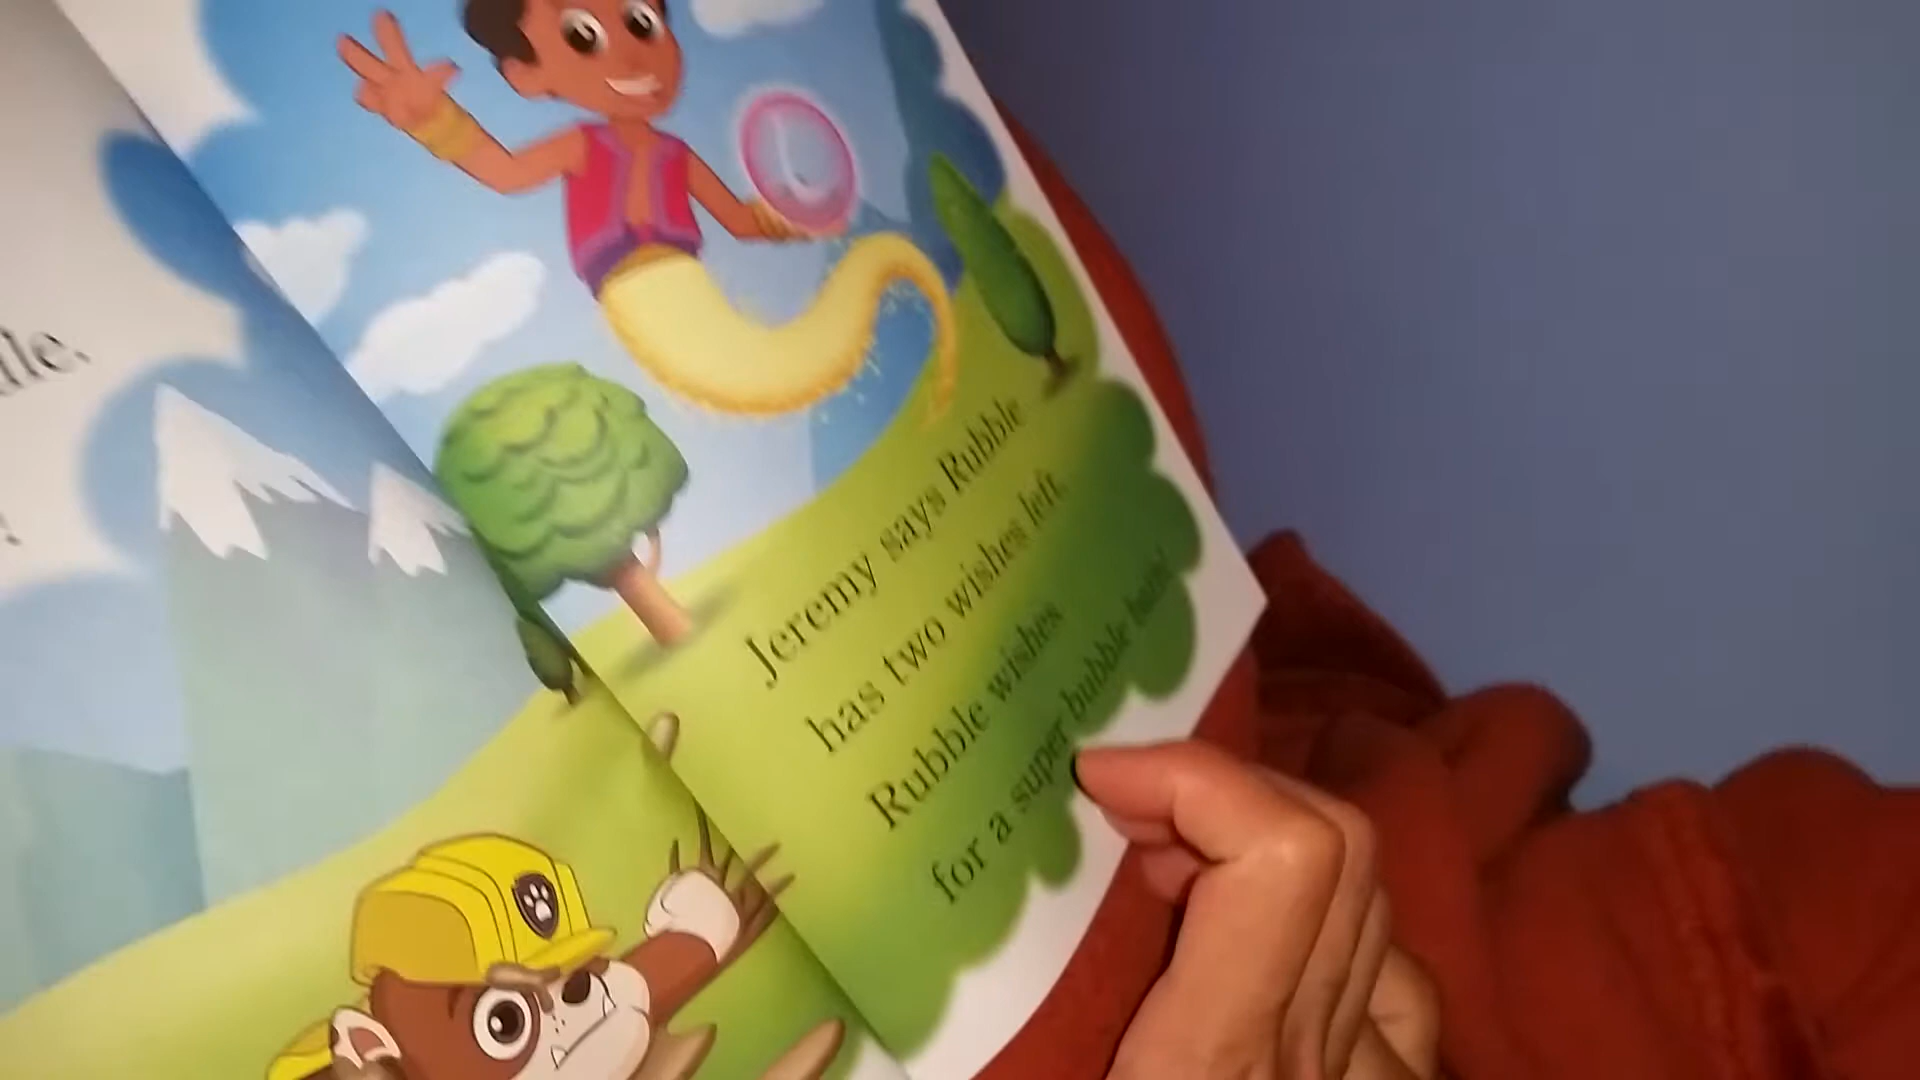 Jeremy says Rubble
has two wishes left.
Rubble wishes
for a super bubble bath!